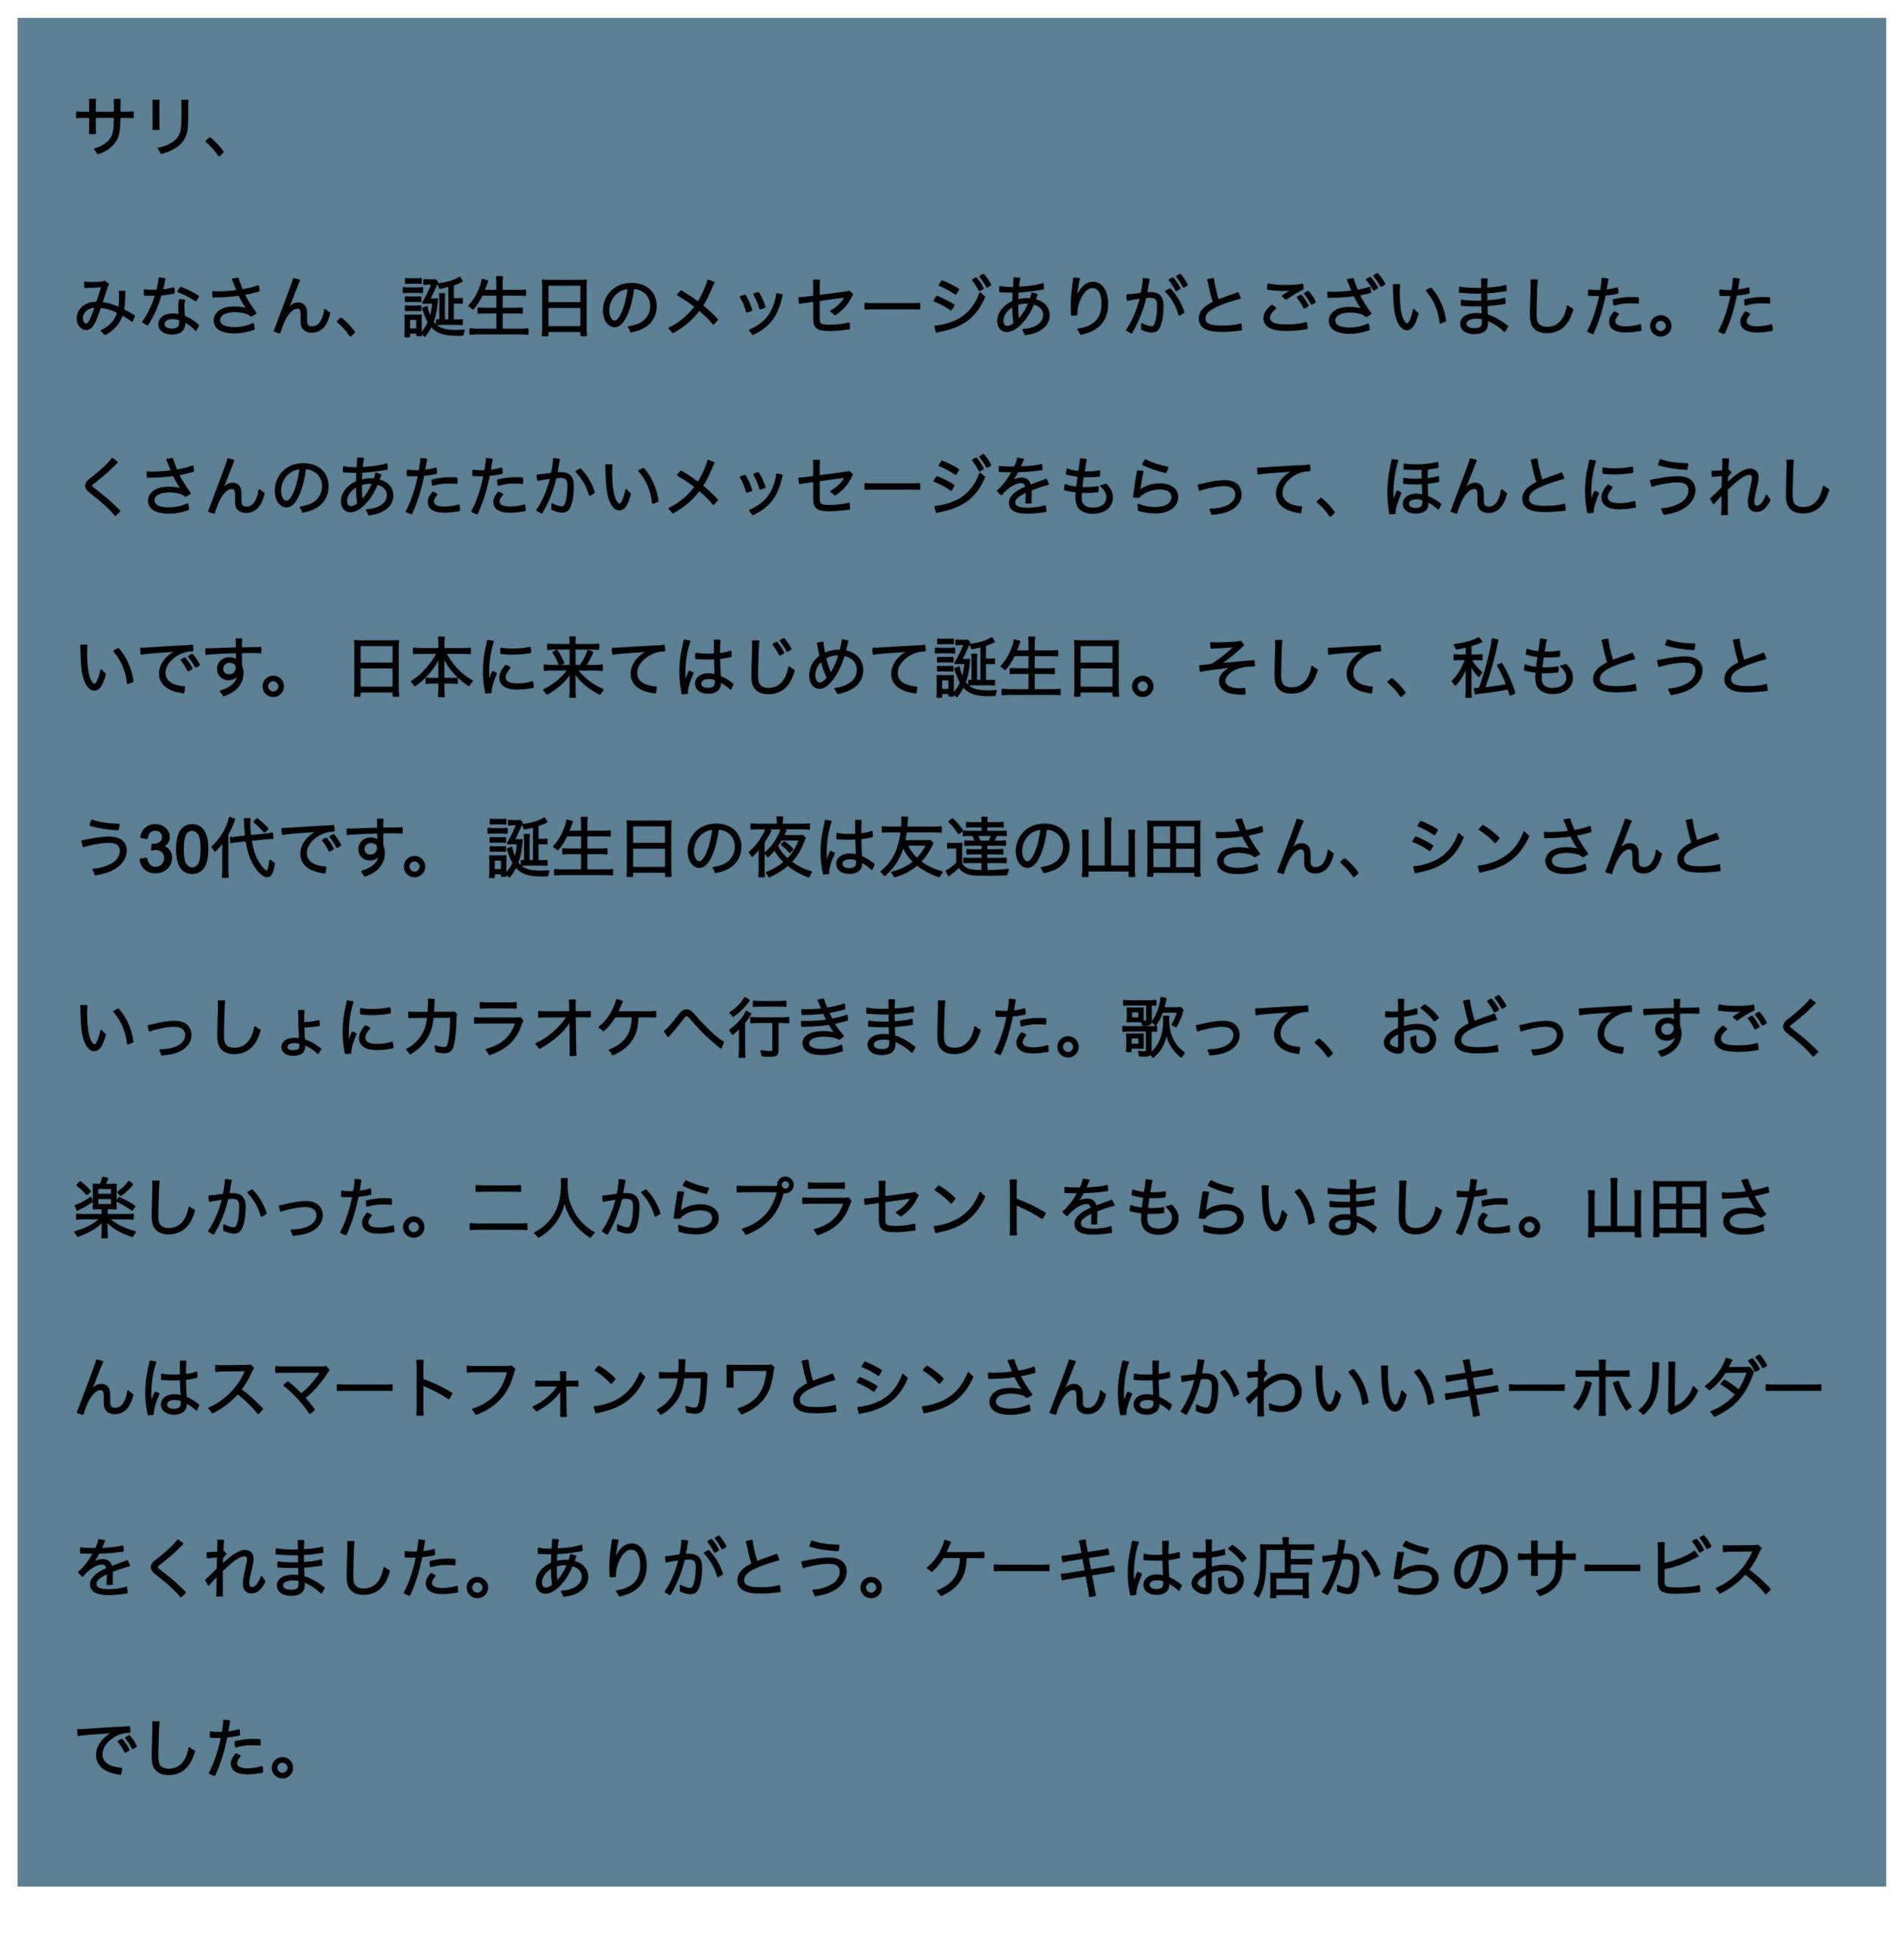 サリ、
みなさん、誕生日のメッセージありがとございました。た
くさんのあたたかいメッセージをもらって、ほんとにうれし
いです。 日本に来てはじめて誕生日。そして、私もとうと
う30代です。 誕生日の夜は友達の山田さん、シンさんと
いっしょにカラオケへ行きました。歌って、おどってすごく
楽しかった。二人からプラセントをもらいました。山田さ
んはスマートフォンカワとシンさんはかわいいキーホルダー
をくれました。ありがとう。ケーキはお店からのサービス
でした。